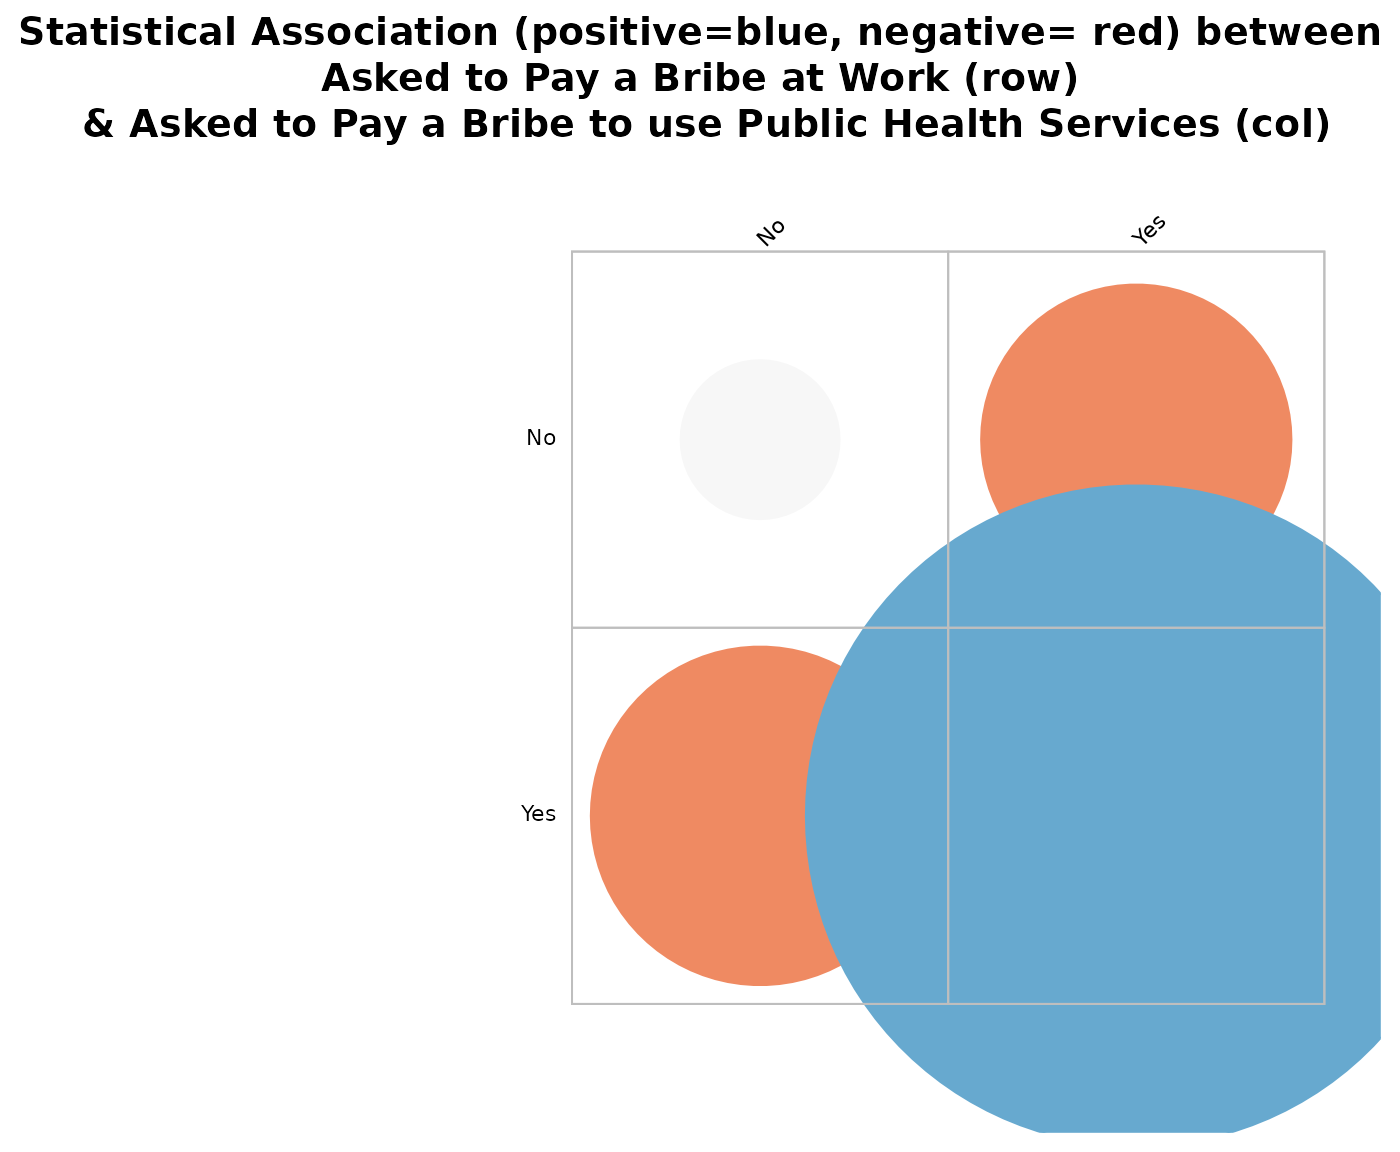 Statistical Association (positive=blue, negative= red) between
Asked to Pay a Bribe at Work (row)
& Asked to Pay a Bribe to use Public Health Services (col)
No
Yes
No
Yes